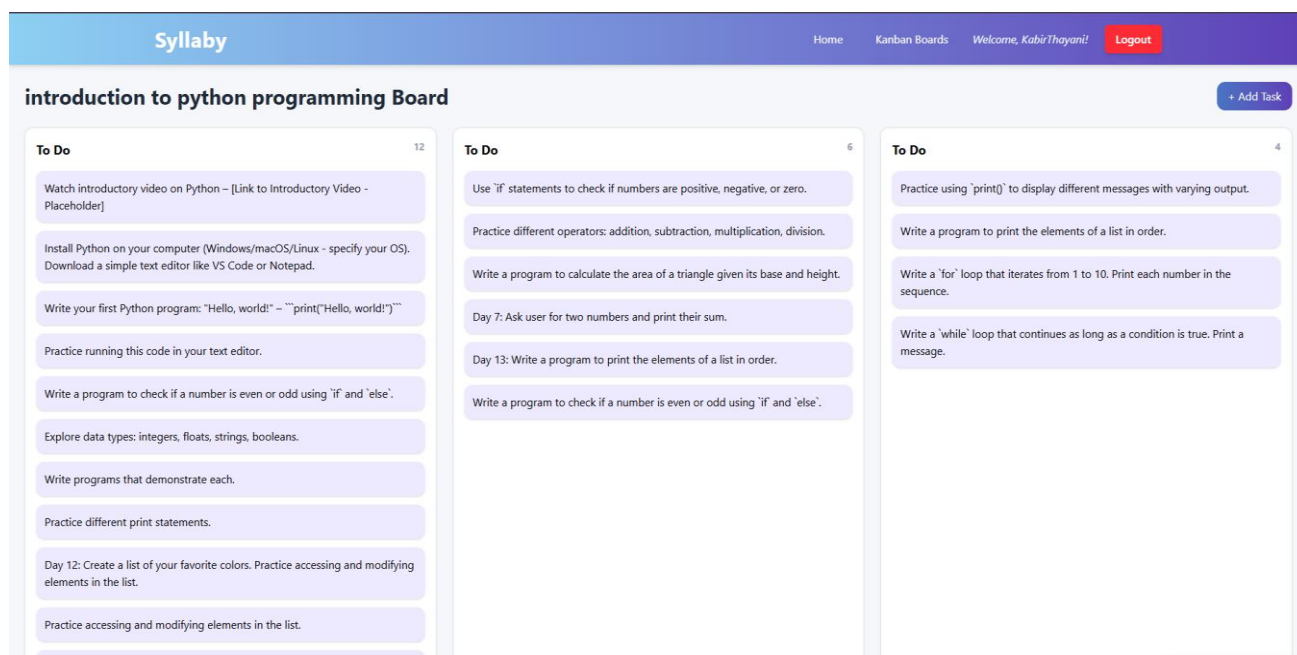 Syllaby
Home Kanban Boards Welcome, KabirThayani! Logout
introduction to python programming Board
+ Add Task
To Do 12
Watch introductory video on Python – [Link to Introductory Video -
Placeholder]
Install Python on your computer (Windows/macOS/Linux - specify your OS).
Download a simple text editor like VS Code or Notepad.
Write your first Python program: "Hello, world!" – ```print("Hello, world!")```
Practice running this code in your text editor.
Write a program to check if a number is even or odd using `if` and `else`.
Explore data types: integers, floats, strings, booleans.
Write programs that demonstrate each.
Practice different print statements.
Day 12: Create a list of your favorite colors. Practice accessing and modifying
elements in the list.
Practice accessing and modifying elements in the list.
To Do 6
Use `if` statements to check if numbers are positive, negative, or zero.
Practice different operators: addition, subtraction, multiplication, division.
Write a program to calculate the area of a triangle given its base and height.
Day 7: Ask user for two numbers and print their sum.
Day 13: Write a program to print the elements of a list in order.
Write a program to check if a number is even or odd using `if` and `else`.
To Do 4
Practice using `print()` to display different messages with varying output.
Write a program to print the elements of a list in order.
Write a `for` loop that iterates from 1 to 10. Print each number in the
sequence.
Write a `while` loop that continues as long as a condition is true. Print a
message.